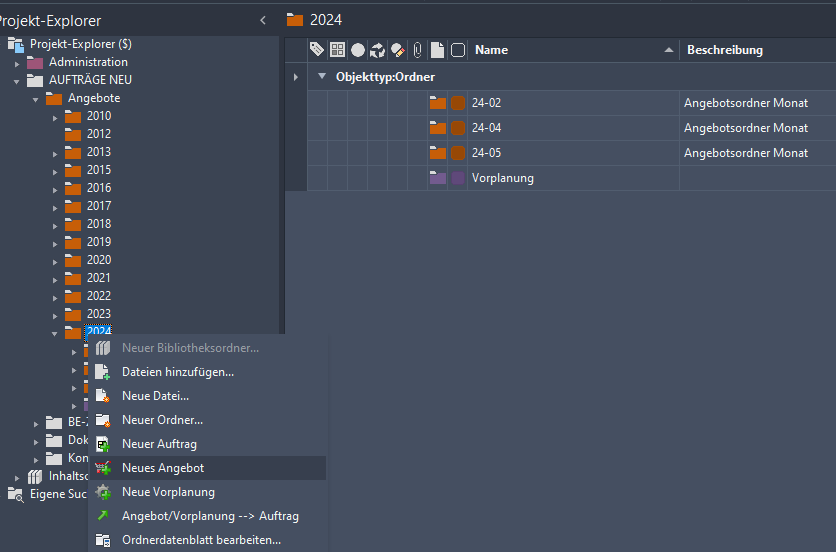 Projekt-Explorer
Projekt-Explorer ($)
Administration
AUFTRÄGE NEU
Angebote
2010
2012
2013
2015
2016
2017
2018
2019
2020
2021
2022
2023
2024
BE-
Dok
Kon
Inhalts
Eigene Suc
Neuer Bibliotheksordner...
Dateien hinzufügen...
Neue Datei...
Neuer Ordner...
Neuer Auftrag
Neues Angebot
Neue Vorplanung
Angebot/Vorplanung --> Auftrag
Ordnerdatenblatt bearbeiten...
2024
Name Beschreibung
Objekttyp:Ordner
24-02 Angebotsordner Monat
24-04 Angebotsordner Monat
24-05 Angebotsordner Monat
Vorplanung